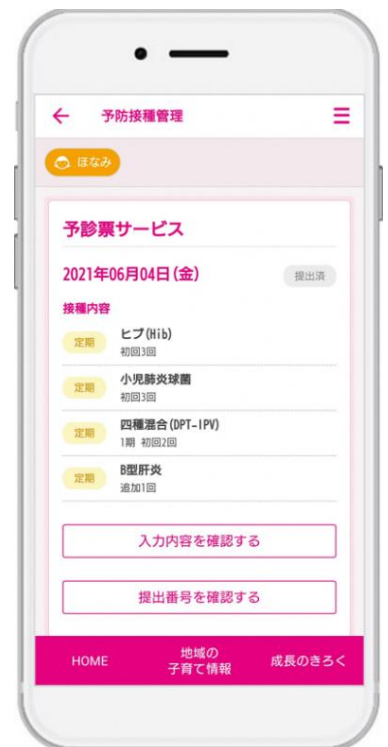 予防接種管理
ほなみ
予診票サービス
2021年06月04日(金)
提出済
接種内容
定期
ヒブ(Hib)
初回3回
定期
小児肺炎球菌
初回3回
定期
四種混合(DPT-IPV)
1期 初回2回
定期
B型肝炎
追加1回
入力内容を確認する
提出番号を確認する
HOME
地域の
子育て情報
成長のきろく